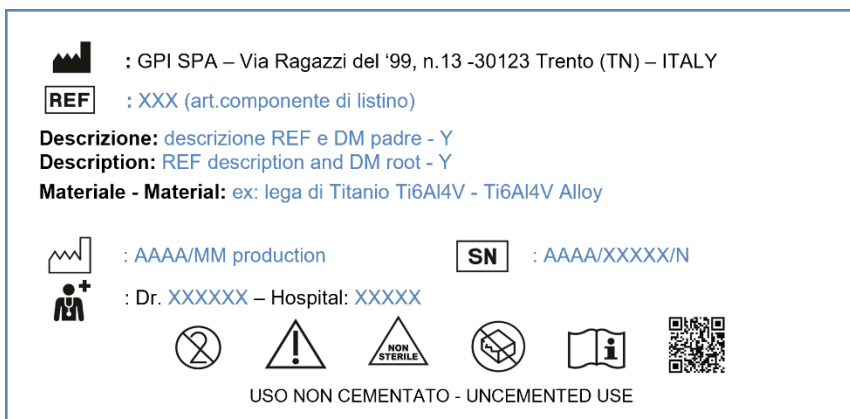 : GPI SPA – Via Ragazzi del ‘99, n.13 -30123 Trento (TN) – ITALY
REF : XXX (art.componente di listino)
Descrizione: descrizione REF e DM padre - Y
Description: REF description and DM root - Y
Materiale - Material: ex: lega di Titanio Ti6Al4V - Ti6Al4V Alloy
: AAAA/MM production SN : AAAA/XXXXX/N
: Dr. XXXXXX – Hospital: XXXXX
2 NON STERILE i
USO NON CEMENTATO - UNCEMENTED USE